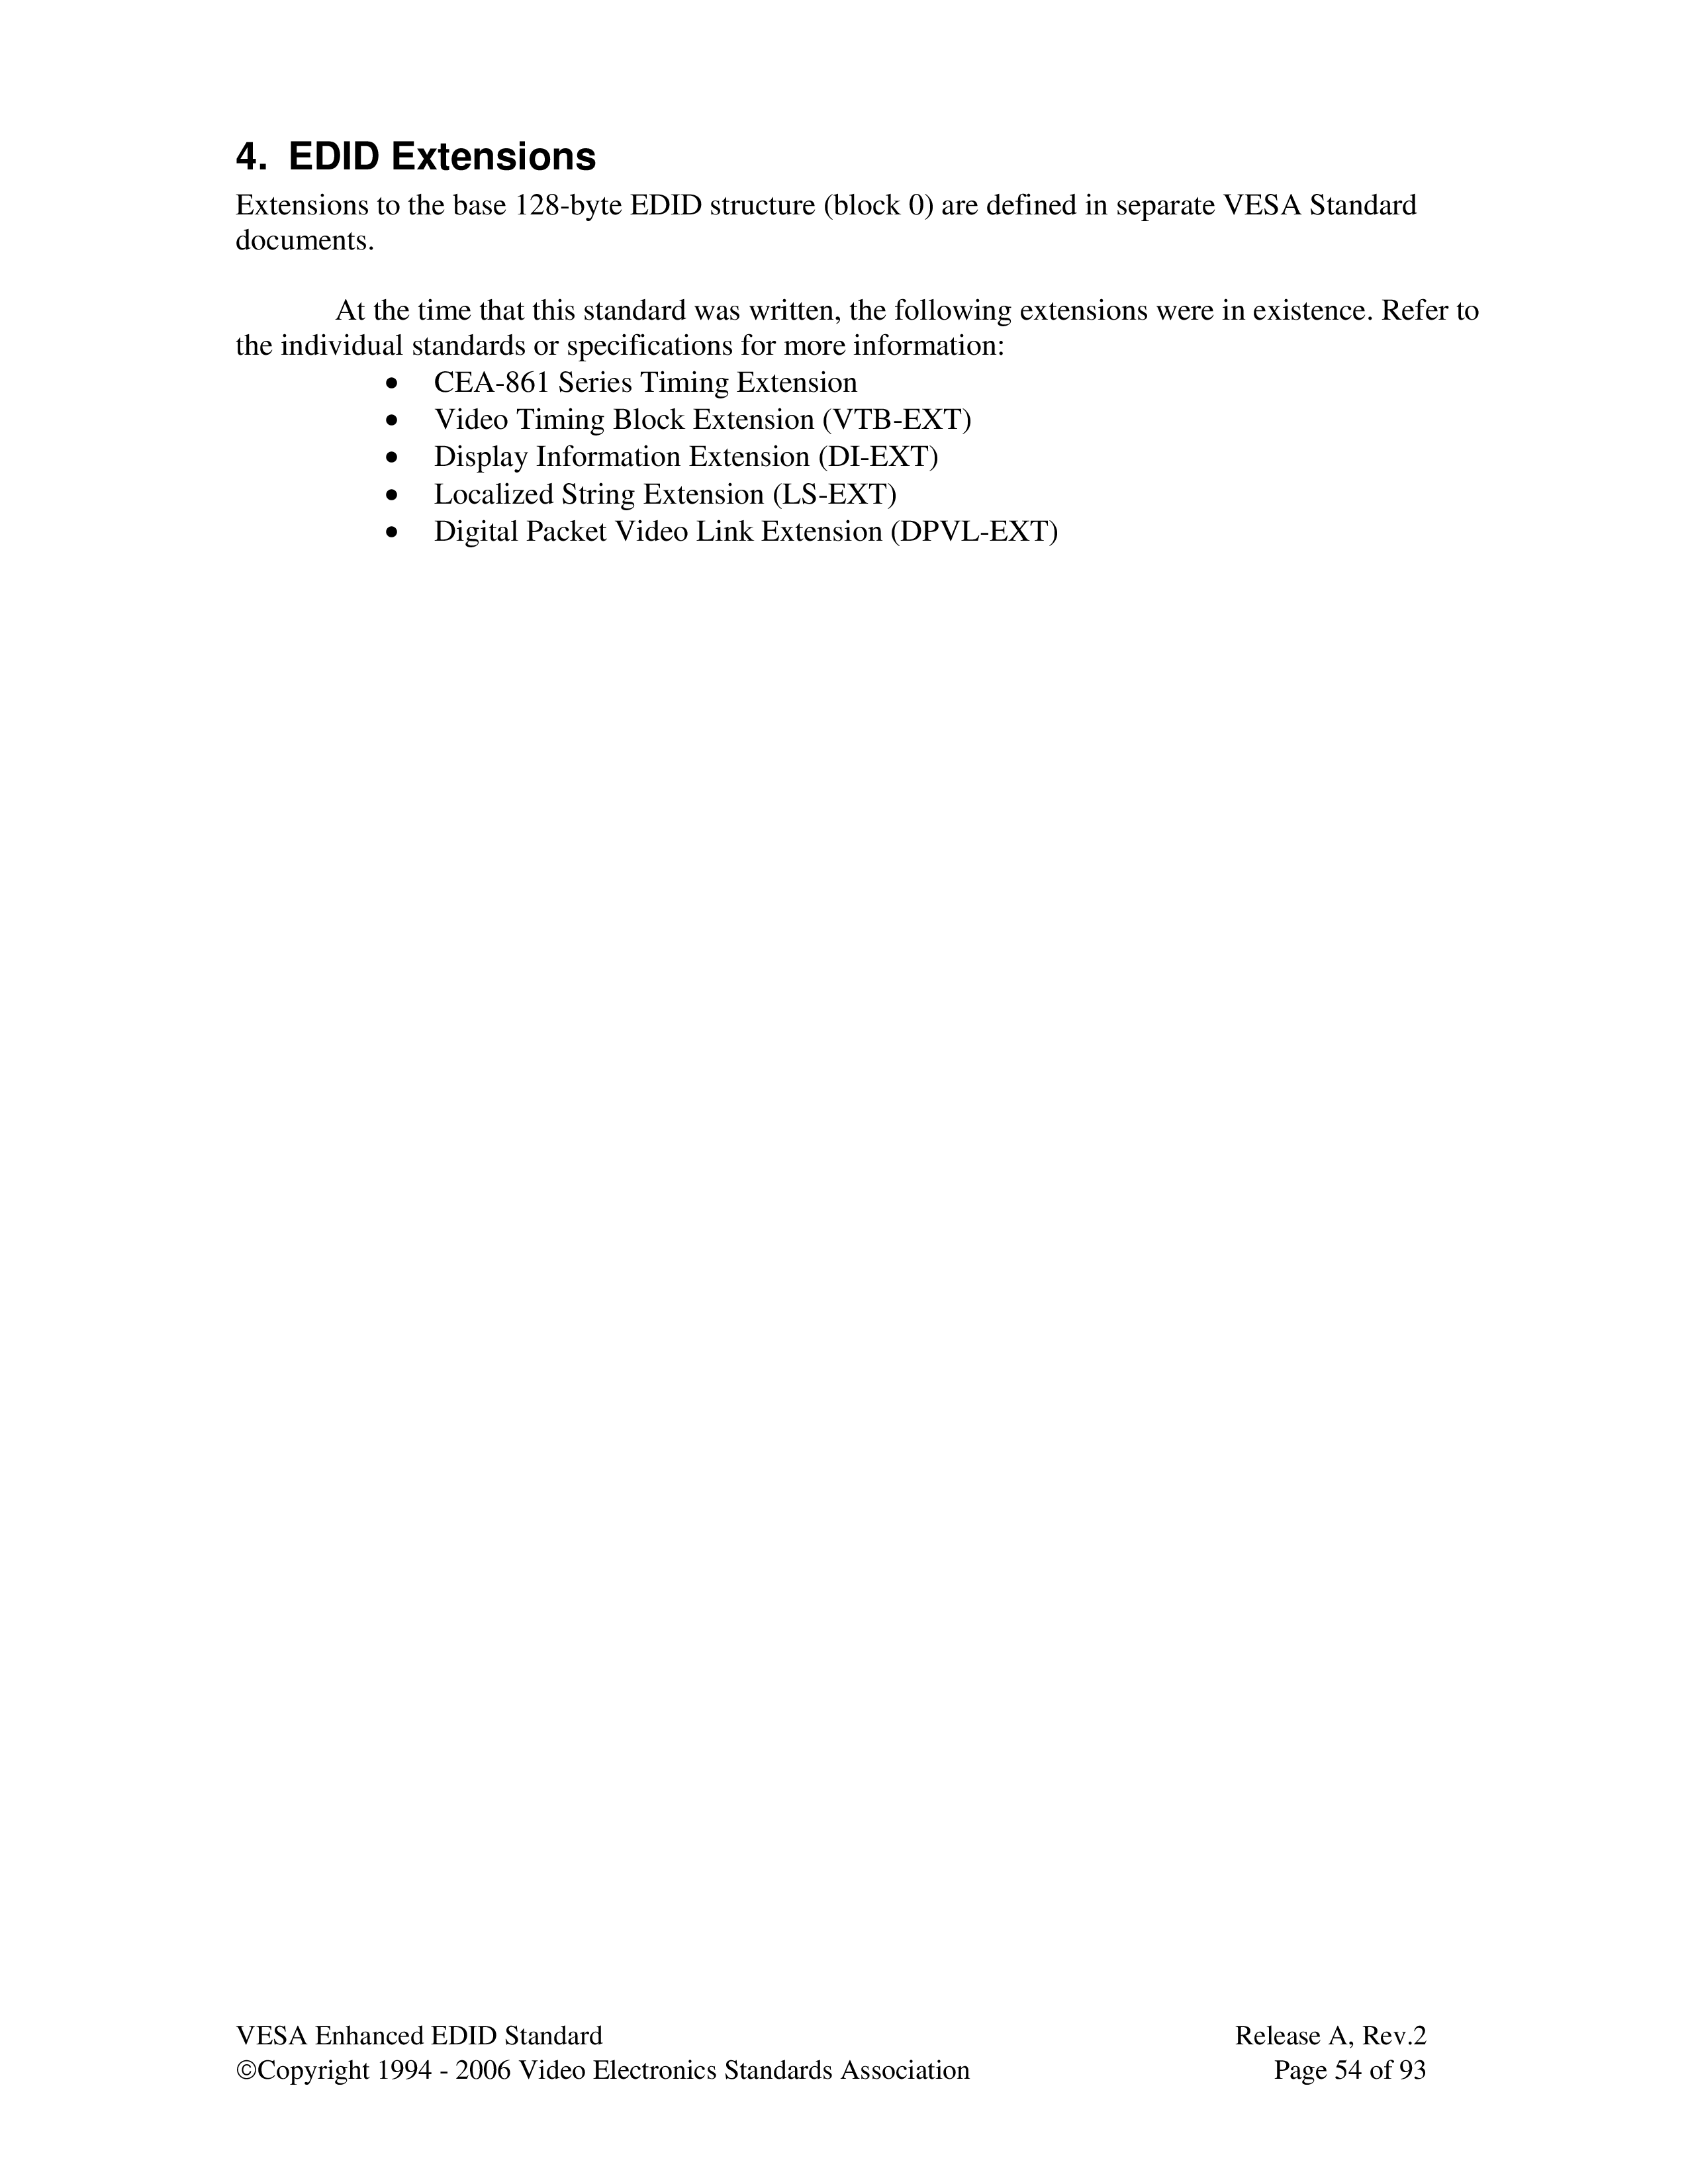 4. EDID Extensions
Extensions to the base 128-byte EDID structure (block 0) are defined in separate VESA Standard
documents.
At the time that this standard was written, the following extensions were in existence. Refer to
the individual standards or specifications for more information:
• CEA-861 Series Timing Extension
• Video Timing Block Extension (VTB-EXT)
• Display Information Extension (DI-EXT)
• Localized String Extension (LS-EXT)
• Digital Packet Video Link Extension (DPVL-EXT)
VESA Enhanced EDID Standard Release A, Rev.2
©Copyright 1994 - 2006 Video Electronics Standards Association Page 54 of 93